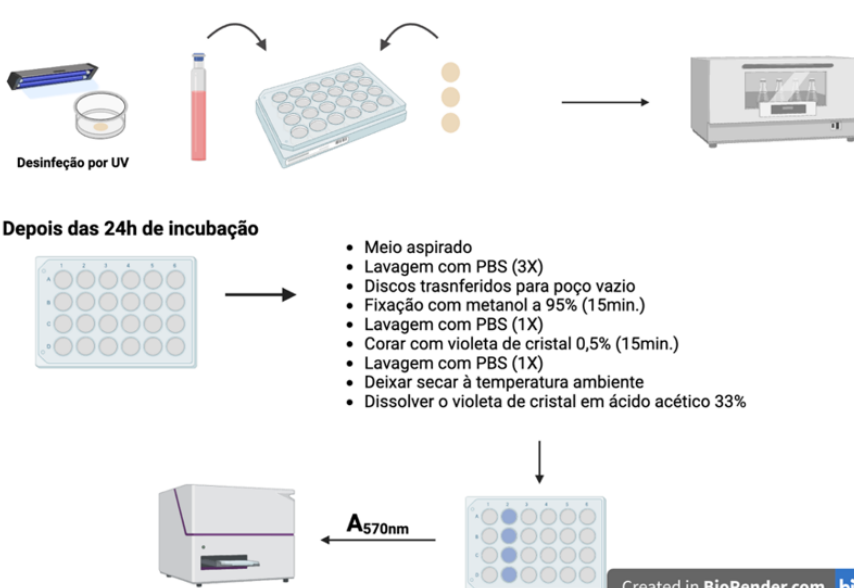 Desinfeção por UV
Depois das 24h de incubação
• Meio aspirado
• Lavagem com PBS (3X)
• Discos trasnferidos para poço vazio
• Fixação com metanol a 95% (15min.)
• Lavagem com PBS (1X)
• Corar com violeta de cristal 0,5% (15min.)
• Lavagem com PBS (1X)
• Deixar secar à temperatura ambiente
• Dissolver o violeta de cristal em ácido acético 33%
A570nm
Created in BioRender.com